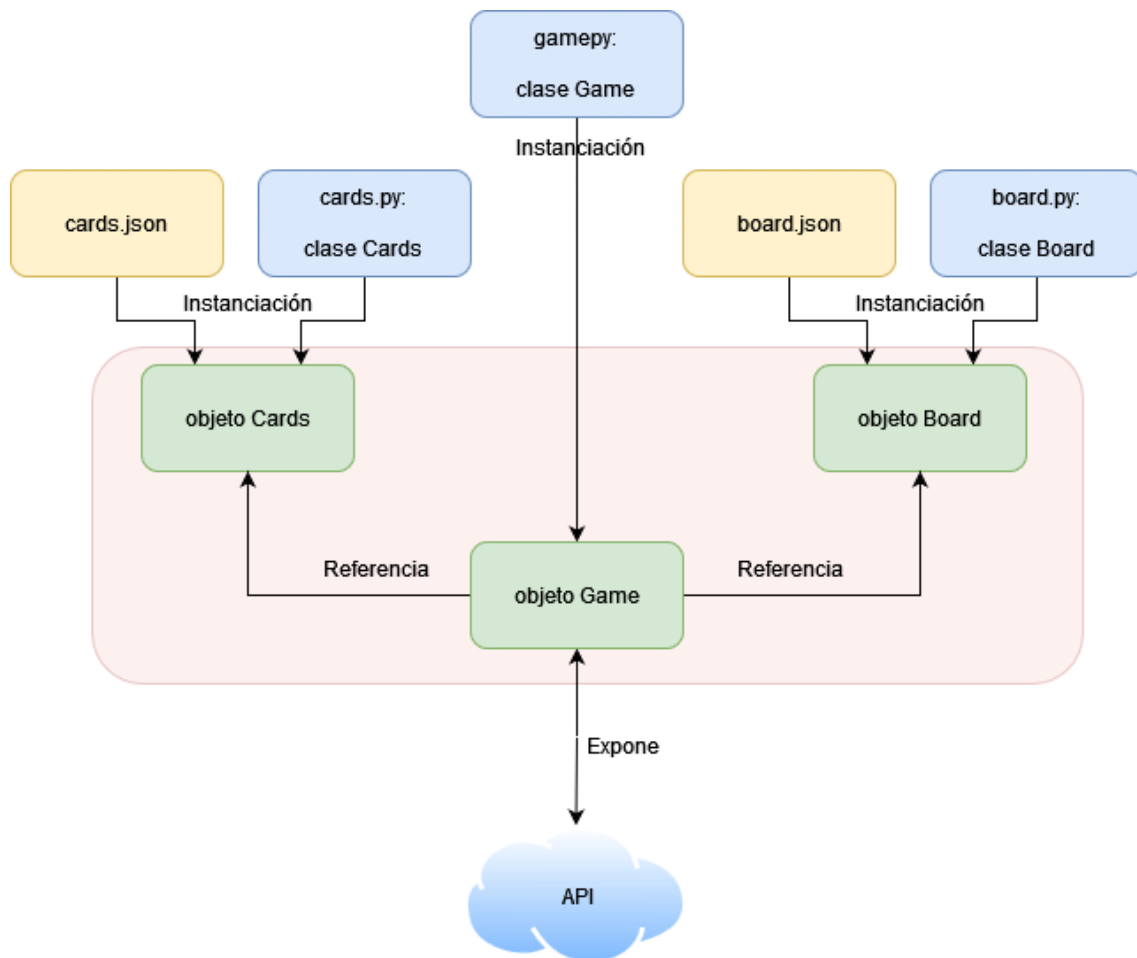 gamepy:
clase Game
Instanciación
cards.json
cards.py:
clase Cards
board.json
board.py:
clase Board
Instanciación
Instanciación
objeto Cards
objeto Board
Referencia
Referencia
objeto Game
Expone
API